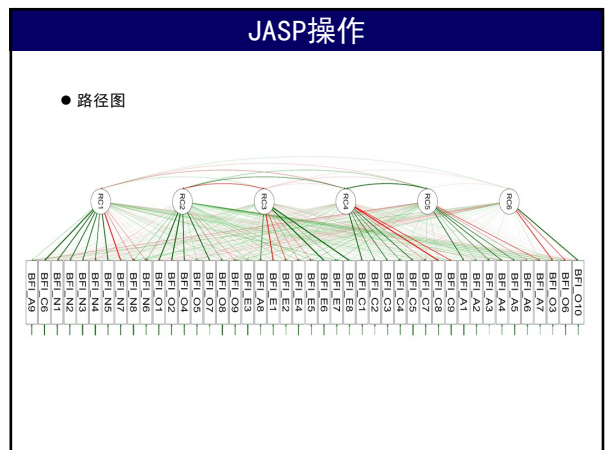 JASP操作
● 路径图
RC1 RC2 RC3 RC4 RC5 RC6
BFI_A9 BFI_C6 BFI_N1 BFI_N2 BFI_N3 BFI_N4 BFI_N5 BFI_N7 BFI_N8 BFI_N6 BFI_O1 BFI_O2 BFI_O4 BFI_O5 BFI_O7 BFI_O8 BFI_O9 BFI_E3 BFI_A8 BFI_E1 BFI_E2 BFI_E4 BFI_E5 BFI_E6 BFI_E7 BFI_E8 BFI_C1 BFI_C2 BFI_C3 BFI_C4 BFI_C5 BFI_C7 BFI_C8 BFI_C9 BFI_A1 BFI_A2 BFI_A3 BFI_A4 BFI_A5 BFI_A6 BFI_A7 BFI_O3 BFI_O6 BFI_O10